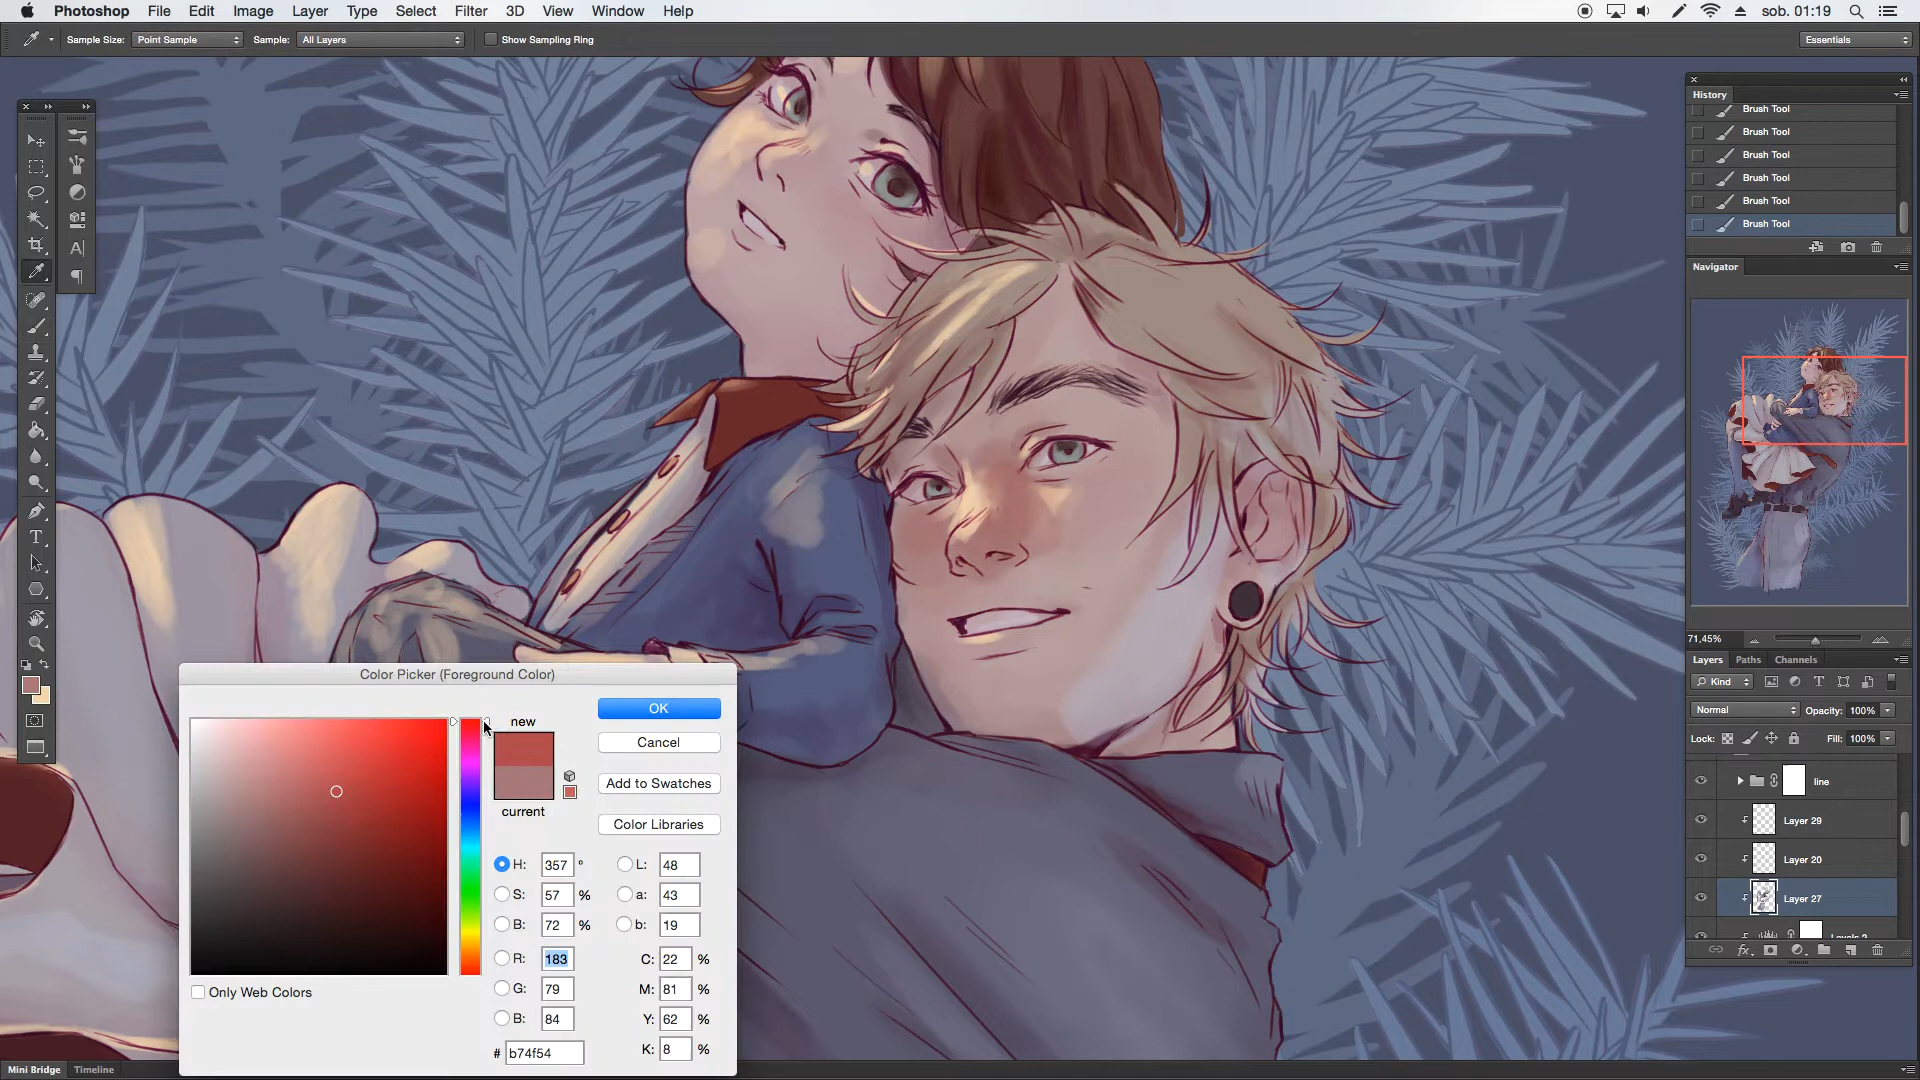 Photoshop File Edit Image Layer Type Select Filter 3D View Window Help sob. 01:19
Sample Size: Point Sample Sample: All Layers Show Sampling Ring Essentials
History
Brush Tool
Brush Tool
Brush Tool
Brush Tool
Brush Tool
Brush Tool
Navigator
71,45%
Layers Paths Channels
Kind
Normal Opacity: 100%
Lock: Fill: 100%
line
Layer 29
Layer 20
Layer 27
fx
A
T
T
Color Picker (Foreground Color)
new
current
OK
Cancel
Add to Swatches
Color Libraries
H: 357 ° L: 48
S: 57 % a: 43
B: 72 % b: 19
R: 183 C: 22 %
G: 79 M: 81 %
B: 84 Y: 62 %
# b74f54 K: 8 %
Only Web Colors
Mini Bridge Timeline